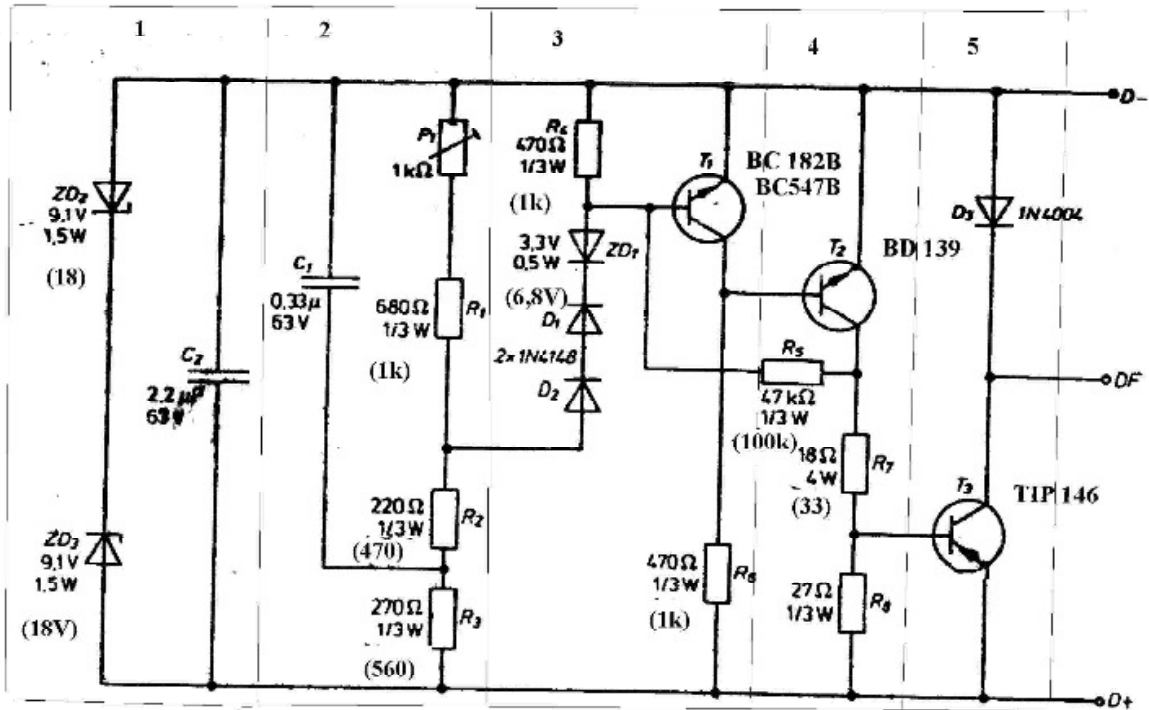 1
2
3
4
5
D-
P1
1kΩ
R4
470Ω
1/3W
(1k)
T1
BC 182B
BC547B
ZD2
9,1V
1,5W
(18)
D3
1N4004
3,3V
0,5W
ZD1
(6,8V)
T2
BD 139
C1
0,33µ
63V
680Ω
1/3W
R1
(1k)
D1
2x1N4148
D2
C2
2,2µF
63V
R5
47kΩ
1/3W
(100k)
DF
18Ω
4W
R7
(33)
T3
TIP 146
220Ω
1/3W
R2
(470)
ZD3
9,1V
1,5W
(18V)
270Ω
1/3W
R3
(560)
470Ω
1/3W
R6
(1k)
27Ω
1/3W
R8
D+